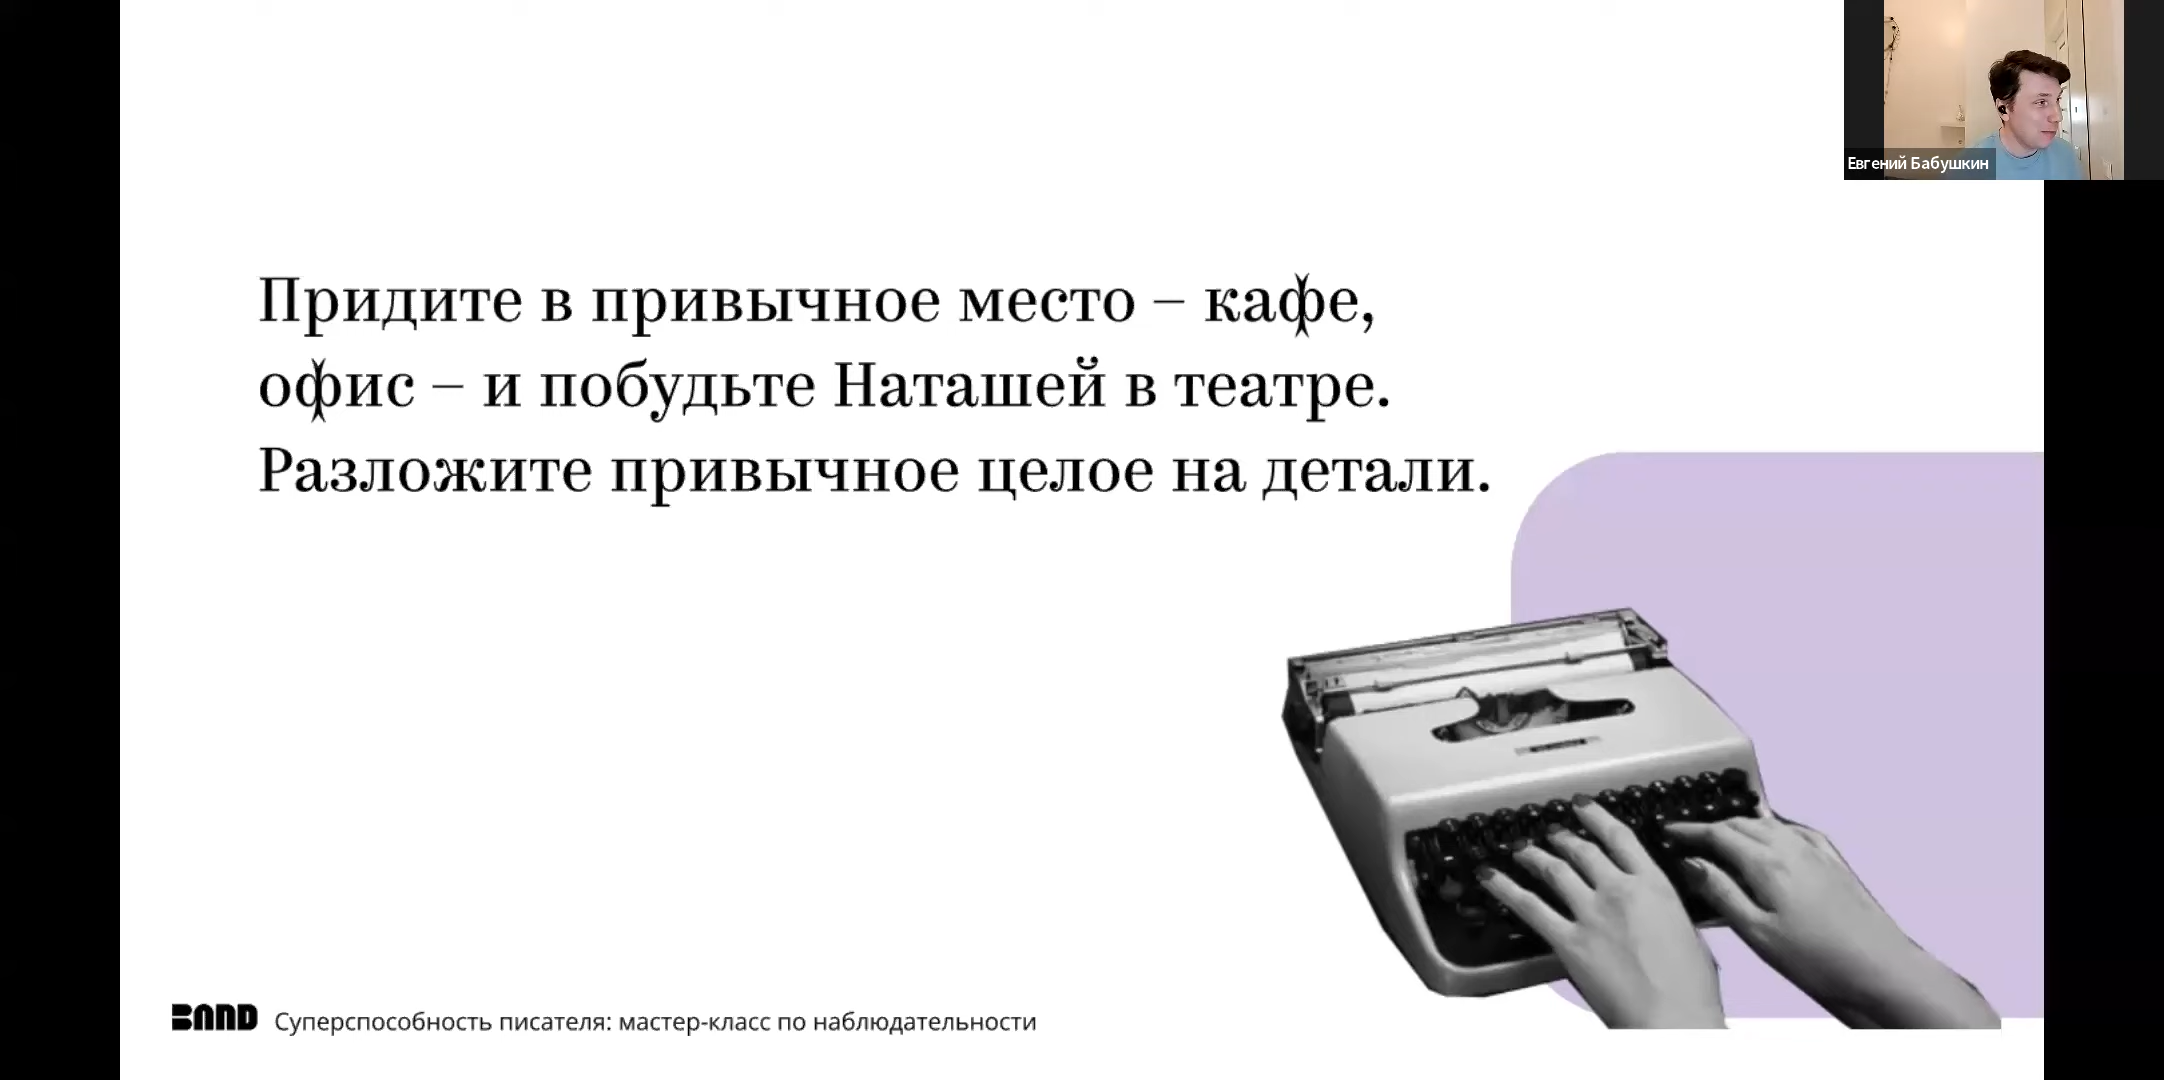 Евгений Бабушкин
Придите в привычное место – кафе,
офис – и побудьте Наташей в театре.
Разложите привычное целое на детали.
BAND Суперспособность писателя: мастер-класс по наблюдательности